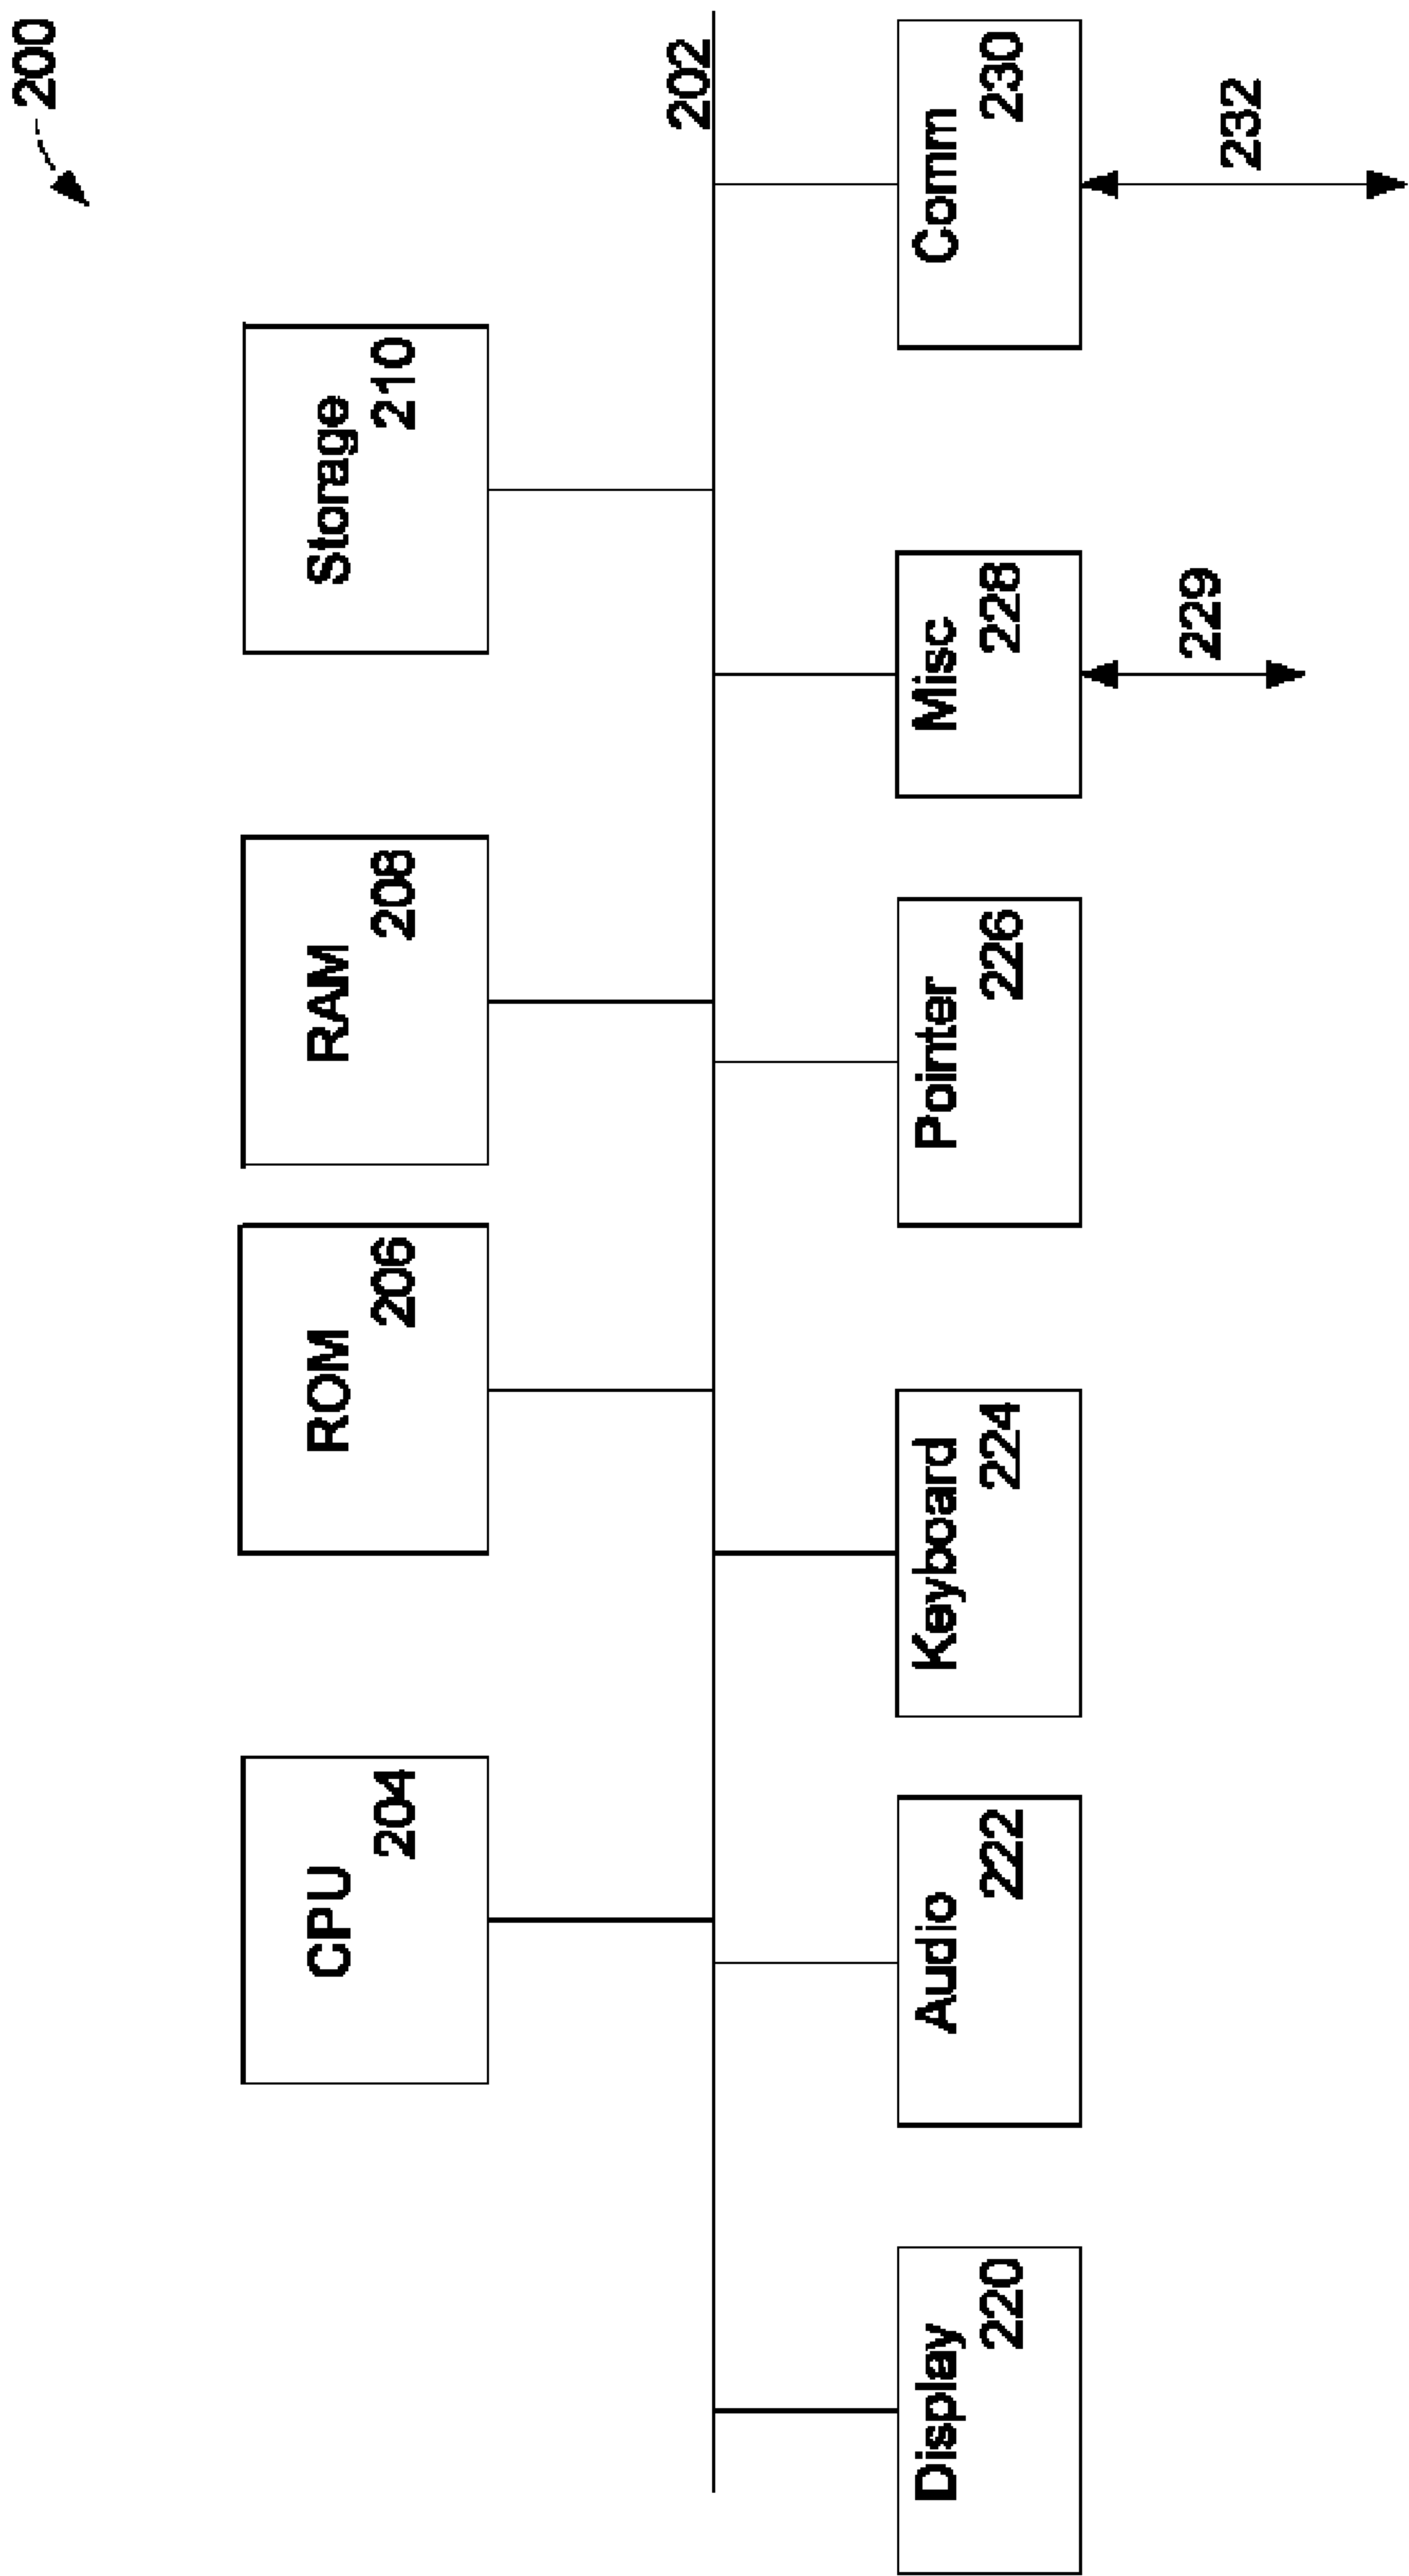 200
CPU
204
ROM
206
RAM
208
Storage
210
202
Display
220
Audio
222
Keyboard
224
Pointer
226
Misc
228
Comm
230
229
232